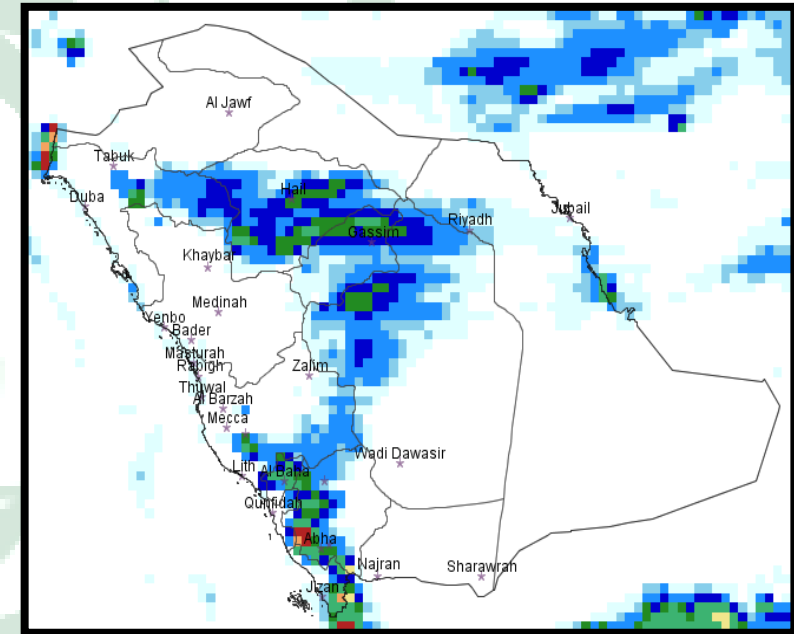 Al Jawf
Tabuk
Hail
Duba
Jubail
Riyadh
Gassim
Khaybar
Medinah
Yenbo
Bader
Masturah
Rabigh
Zalim
Thuwal
Al Barzah
Mecca
Wadi Dawasir
Lith
Al Baha
Qunfidah
Abha
Najran
Sharawrah
Jizan